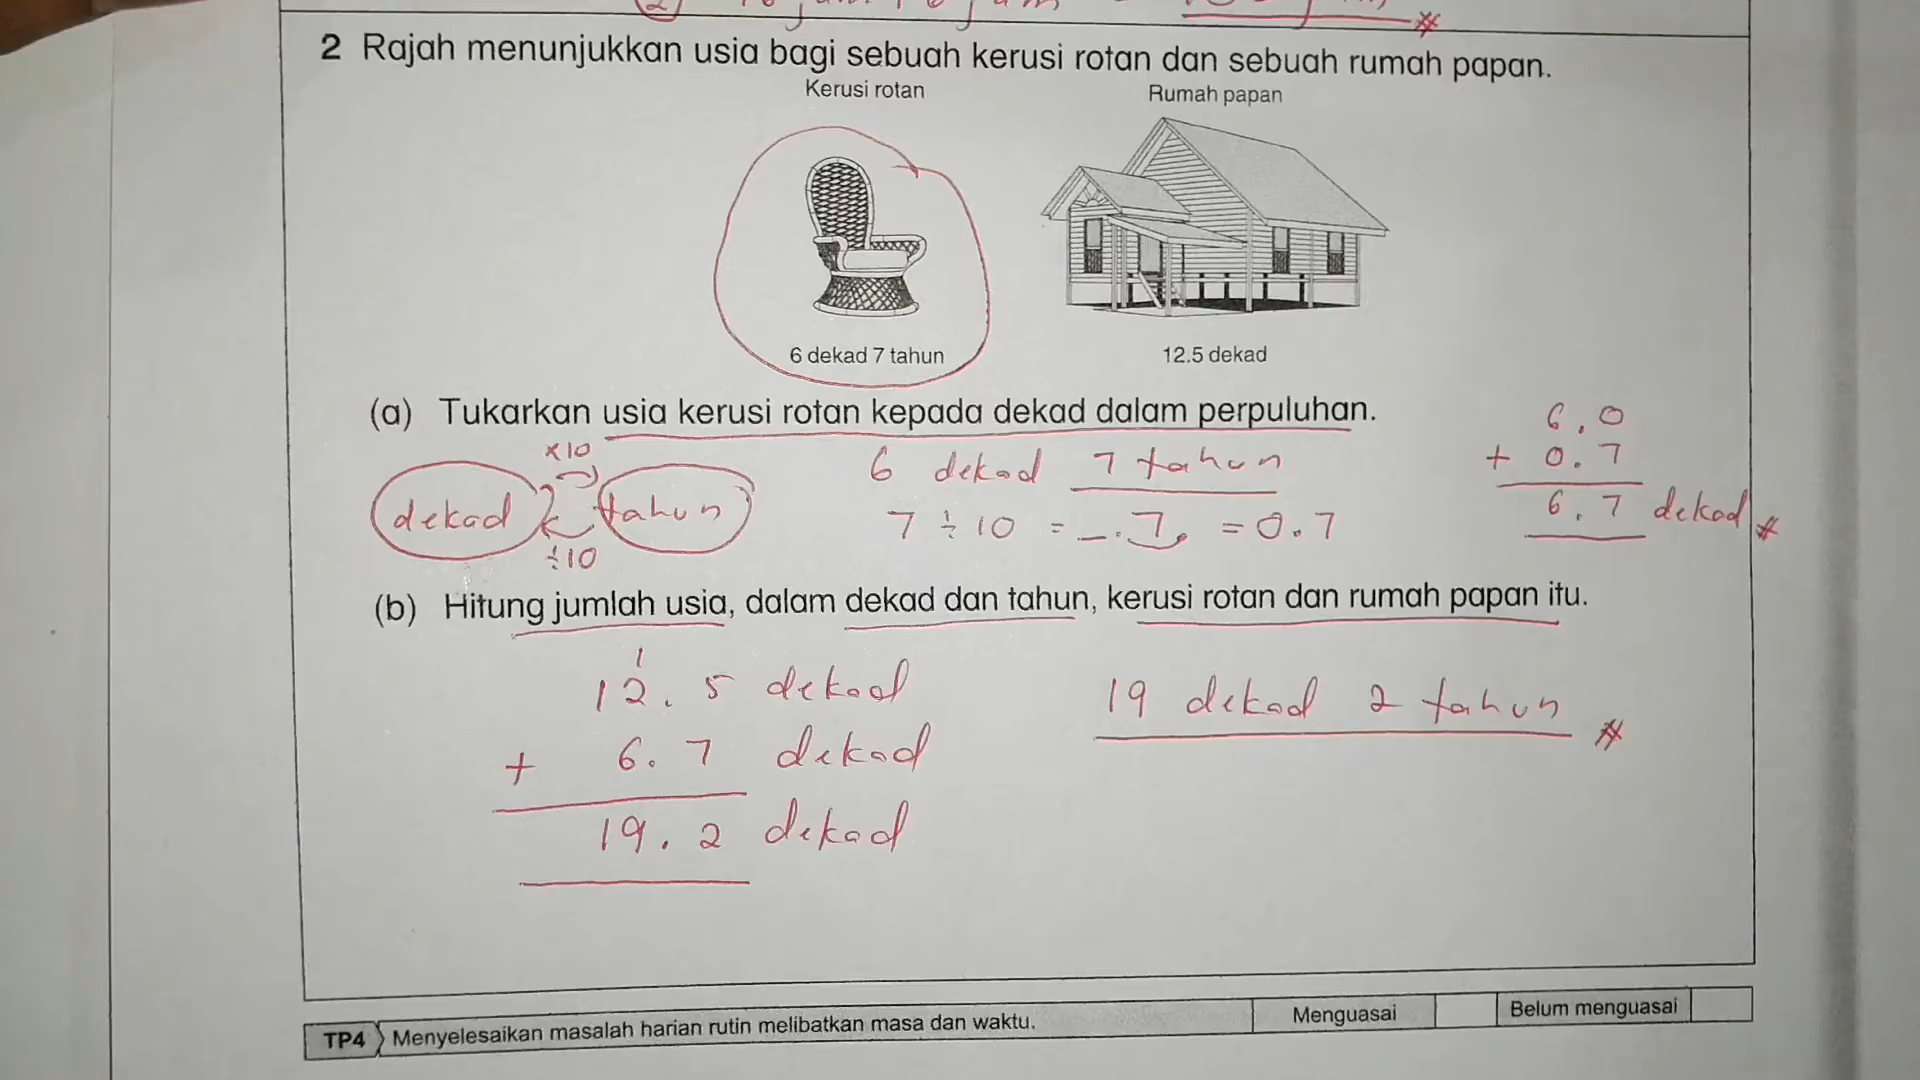 2 Rajah menunjukkan usia bagi sebuah kerusi rotan dan sebuah rumah papan.
Kerusi rotan
Rumah papan
6 dekad 7 tahun
12.5 dekad
(a) Tukarkan usia kerusi rotan kepada dekad dalam perpuluhan.
×10
dekad tahun
÷10
6 dekad 7 tahun
7 ÷ 10 = _.7. = 0.7
6.0
+ 0.7
6.7 dekad #
(b) Hitung jumlah usia, dalam dekad dan tahun, kerusi rotan dan rumah papan itu.
1
12.5 dekad
+ 6.7 dekad
19.2 dekad
19 dekad 2 tahun #
TP4 Menyelesaikan masalah harian rutin melibatkan masa dan waktu.
Menguasai
Belum menguasai